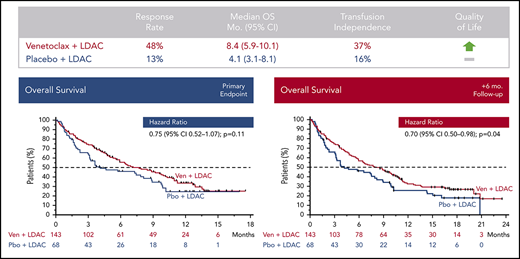 Response Rate
Median OS Mo. (95% CI)
Transfusion Independence
Quality of Life
Venetoclax + LDAC 48% 8.4 (5.9-10.1) 37%
Placebo + LDAC 13% 4.1 (3.1-8.1) 16%
Overall Survival
Primary Endpoint
Hazard Ratio
0.75 (95% CI 0.52–1.07); p=0.11
Patients (%)
100
90
80
70
60
50
40
30
20
10
0
Ven + LDAC
Pbo + LDAC
0 3 6 9 12 15 18
Months
Ven + LDAC 143 102 61 49 24 6
Pbo + LDAC 68 43 26 18 8 1
Overall Survival
+6 mo. Follow-up
Hazard Ratio
0.70 (95% CI 0.50–0.98); p=0.04
Patients (%)
100
90
80
70
60
50
40
30
20
10
0
Ven + LDAC
Pbo + LDAC
0 3 6 9 12 15 18 21 24
Months
Ven + LDAC 143 103 78 64 35 30 14 3
Pbo + LDAC 68 43 30 22 14 12 6 0